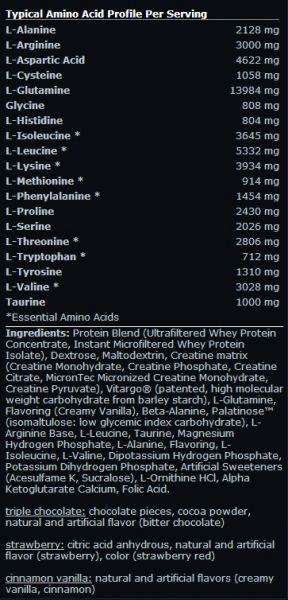 Typical Amino Acid Profile Per Serving
L-Alanine 2128 mg
L-Arginine 3000 mg
L-Aspartic Acid 4622 mg
L-Cysteine 1058 mg
L-Glutamine 13984 mg
Glycine 808 mg
L-Histidine 804 mg
L-Isoleucine * 3645 mg
L-Leucine * 5332 mg
L-Lysine * 3934 mg
L-Methionine * 914 mg
L-Phenylalanine * 1454 mg
L-Proline 2430 mg
L-Serine 2026 mg
L-Threonine * 2806 mg
L-Tryptophan * 712 mg
L-Tyrosine 1310 mg
L-Valine * 3028 mg
Taurine 1000 mg
*Essential Amino Acids
Ingredients: Protein Blend (Ultrafiltered Whey Protein
Concentrate, Instant Microfiltered Whey Protein
Isolate), Dextrose, Maltodextrin, Creatine matrix
(Creatine Monohydrate, Creatine Phosphate, Creatine
Citrate, MicronTec Micronized Creatine Monohydrate,
Creatine Pyruvate), Vitargo® (patented, high molecular
weight carbohydrate from barley starch), L-Glutamine,
Flavoring (Creamy Vanilla), Beta-Alanine, Palatinose™
(isomaltulose: low glycemic index carbohydrate), L-
Arginine Base, L-Leucine, Taurine, Magnesium
Hydrogen Phosphate, L-Alanine, Flavoring, L-
Isoleucine, L-Valine, Dipotassium Hydrogen Phosphate,
Potassium Dihydrogen Phosphate, Artificial Sweeteners
(Acesulfame K, Sucralose), L-Ornithine HCl, Alpha
Ketoglutarate Calcium, Folic Acid.
triple chocolate: chocolate pieces, cocoa powder,
natural and artificial flavor (bitter chocolate)
strawberry: citric acid anhydrous, natural and artificial
flavor (strawberry), color (strawberry red)
cinnamon vanilla: natural and artificial flavors (creamy
vanilla, cinnamon)